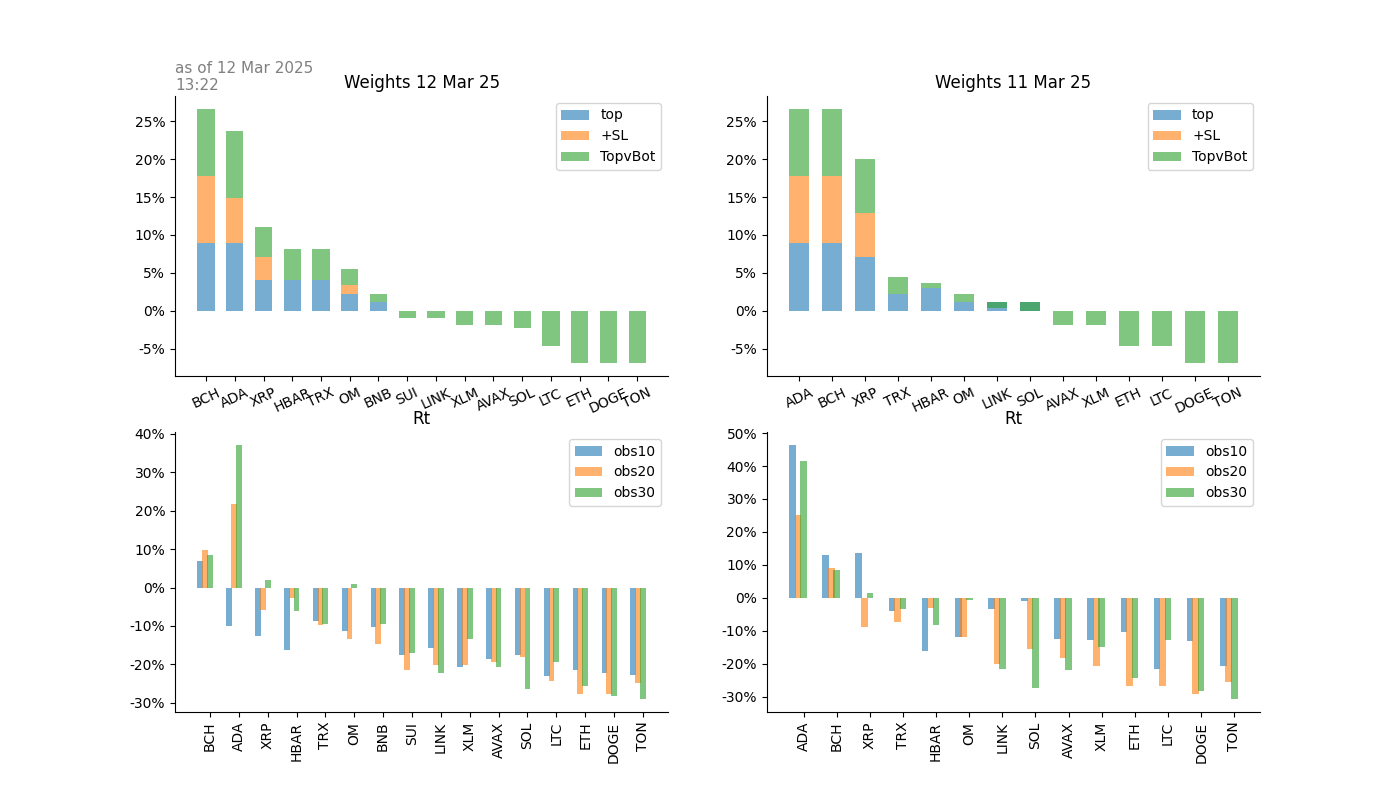 as of 12 Mar 2025
13:22
Weights 12 Mar 25
25%
20%
15%
10%
5%
0%
-5%
top
+SL
TopvBot
BCH ADA XRP HBAR TRX OM BNB SUI LINK XLM AVAX SOL LTC ETH DOGE TON
Weights 11 Mar 25
25%
20%
15%
10%
5%
0%
-5%
top
+SL
TopvBot
ADA BCH XRP TRX HBAR OM LINK SOL AVAX XLM ETH LTC DOGE TON
Rt
40%
30%
20%
10%
0%
-10%
-20%
-30%
obs10
obs20
obs30
BCH ADA XRP HBAR TRX OM BNB SUI LINK XLM AVAX SOL LTC ETH DOGE TON
Rt
50%
40%
30%
20%
10%
0%
-10%
-20%
-30%
obs10
obs20
obs30
ADA BCH XRP TRX HBAR OM LINK SOL AVAX XLM ETH LTC DOGE TON